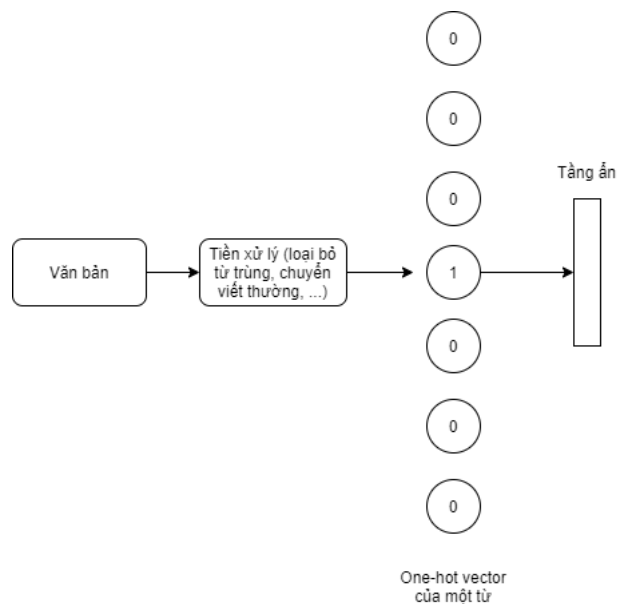 0
0
0
Tầng ẩn
Văn bản
Tiền xử lý (loại bỏ
từ trùng, chuyển
viết thường, ...)
1
0
0
0
One-hot vector
của một từ